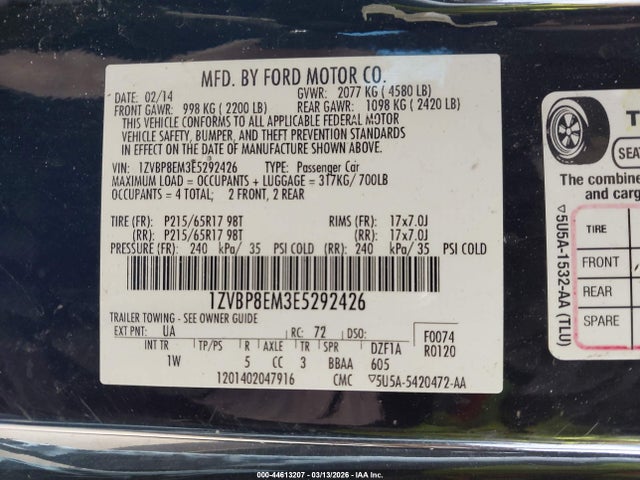 MFD. BY FORD MOTOR CO.
DATE: 02/14 GVWR: 2077 KG ( 4580 LB)
FRONT GAWR: 998 KG ( 2200 LB) REAR GAWR: 1098 KG ( 2420 LB)
THIS VEHICLE CONFORMS TO ALL APPLICABLE FEDERAL MOTOR
VEHICLE SAFETY, BUMPER, AND THEFT PREVENTION STANDARDS
IN EFFECT ON THE DATE OF MANUFACTURE SHOWN ABOVE.
VIN: 1ZVBP8EM3E5292426 TYPE: Passenger Car
MAXIMUM LOAD = OCCUPANTS + LUGGAGE = 317KG/ 700LB
OCCUPANTS = 4 TOTAL; 2 FRONT, 2 REAR
TIRE (FR): P215/65R17 98T RIMS (FR): 17x7.0J
(RR): P215/65R17 98T (RR): 17x7.0J
PRESSURE (FR): 240 kPa/ 35 PSI COLD (RR): 240 kPa/ 35 PSI COLD
1ZVBP8EM3E5292426
TRAILER TOWING - SEE OWNER GUIDE
EXT PNT: UA RC: 72 DSO: F0074
INT TR TP/PS R AXLE TR SPR DZF1A R0120
1W 5 CC 3 BBAA 605
1201402047916 CMC ▽5U5A-5420472-AA
SEA
The combine
and carg
TIRE
FRONT
REAR
SPARE
▽5U5A-1532-AA (TLU)
000-44613207 - 03/13/2026 - IAA Inc.